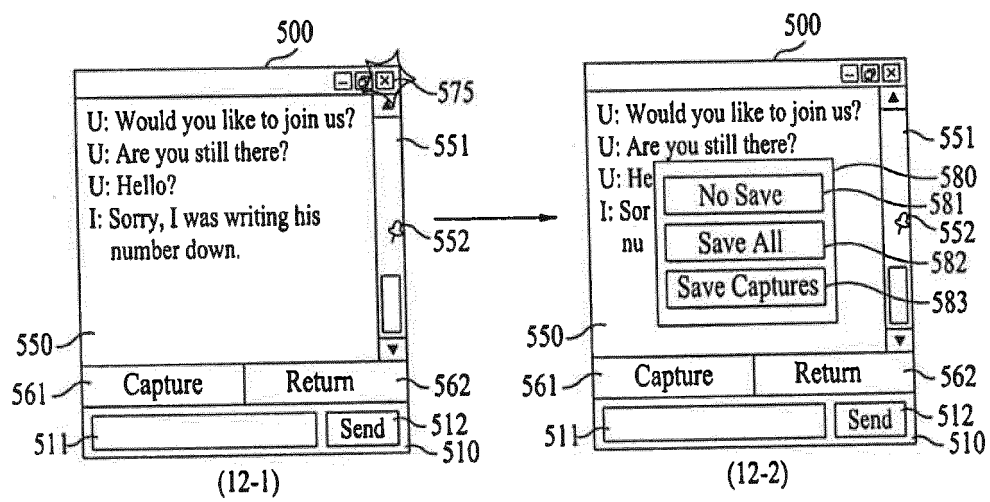 500
575
U: Would you like to join us?
U: Are you still there?
U: Hello?
I: Sorry, I was writing his
number down.
551
552
550
561
Capture
Return
562
511
Send
512
510
(12-1)
500
U: Would you like to join us?
U: Are you still there?
U: He
I: Sor
nu
No Save
Save All
Save Captures
551
580
581
552
582
583
550
561
Capture
Return
562
511
Send
512
510
(12-2)